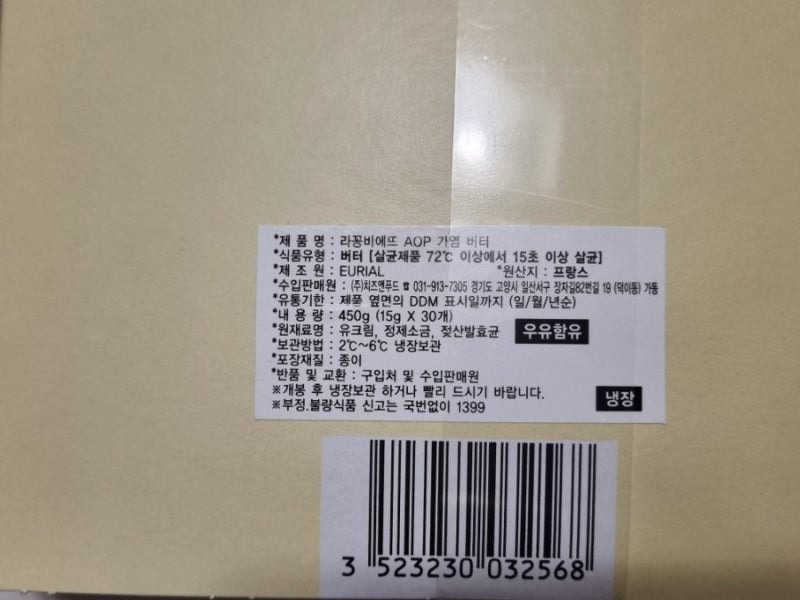 *제 품 명 : 라꽁비에뜨 AOP 가염 버터
*식품유형 : 버터 [살균제품 72℃ 이상에서 15초 이상 살균]
*제 조 원 : EURIAL *원산지 : 프랑스
*수입판매원 : (주)치즈앤푸드 ☎ 031-913-7305 경기도 고양시 일산서구 장자길82번길 19 (덕이동) 가동
*유통기한 : 제품 옆면의 DDM 표시일까지 (일/월/년순)
*내 용 량 : 450g (15g X 30개)
*원재료명 : 유크림, 정제소금, 젖산발효균 우유함유
*보관방법 : 2℃~6℃ 냉장보관
*포장재질 : 종이
*반품 및 교환 : 구입처 및 수입판매원
※개봉 후 냉장보관 하거나 빨리 드시기 바랍니다.
※부정.불량식품 신고는 국번없이 1399 냉장
3 523230 032568